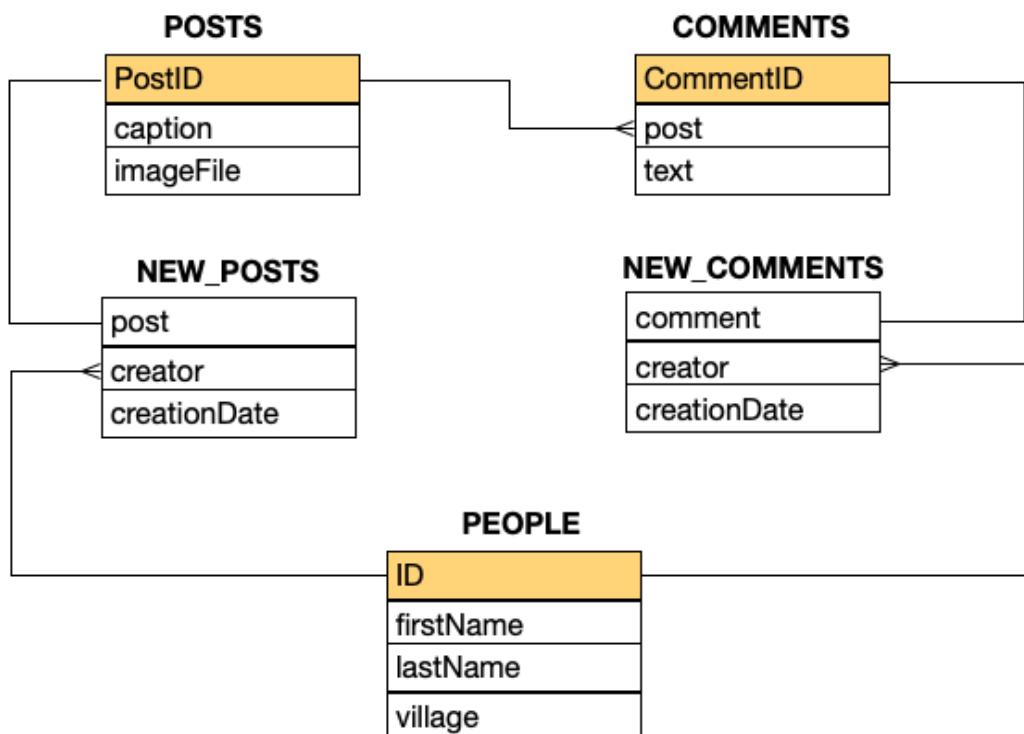 POSTS
PostID
caption
imageFile
COMMENTS
CommentID
post
text
NEW_POSTS
post
creator
creationDate
NEW_COMMENTS
comment
creator
creationDate
PEOPLE
ID
firstName
lastName
village